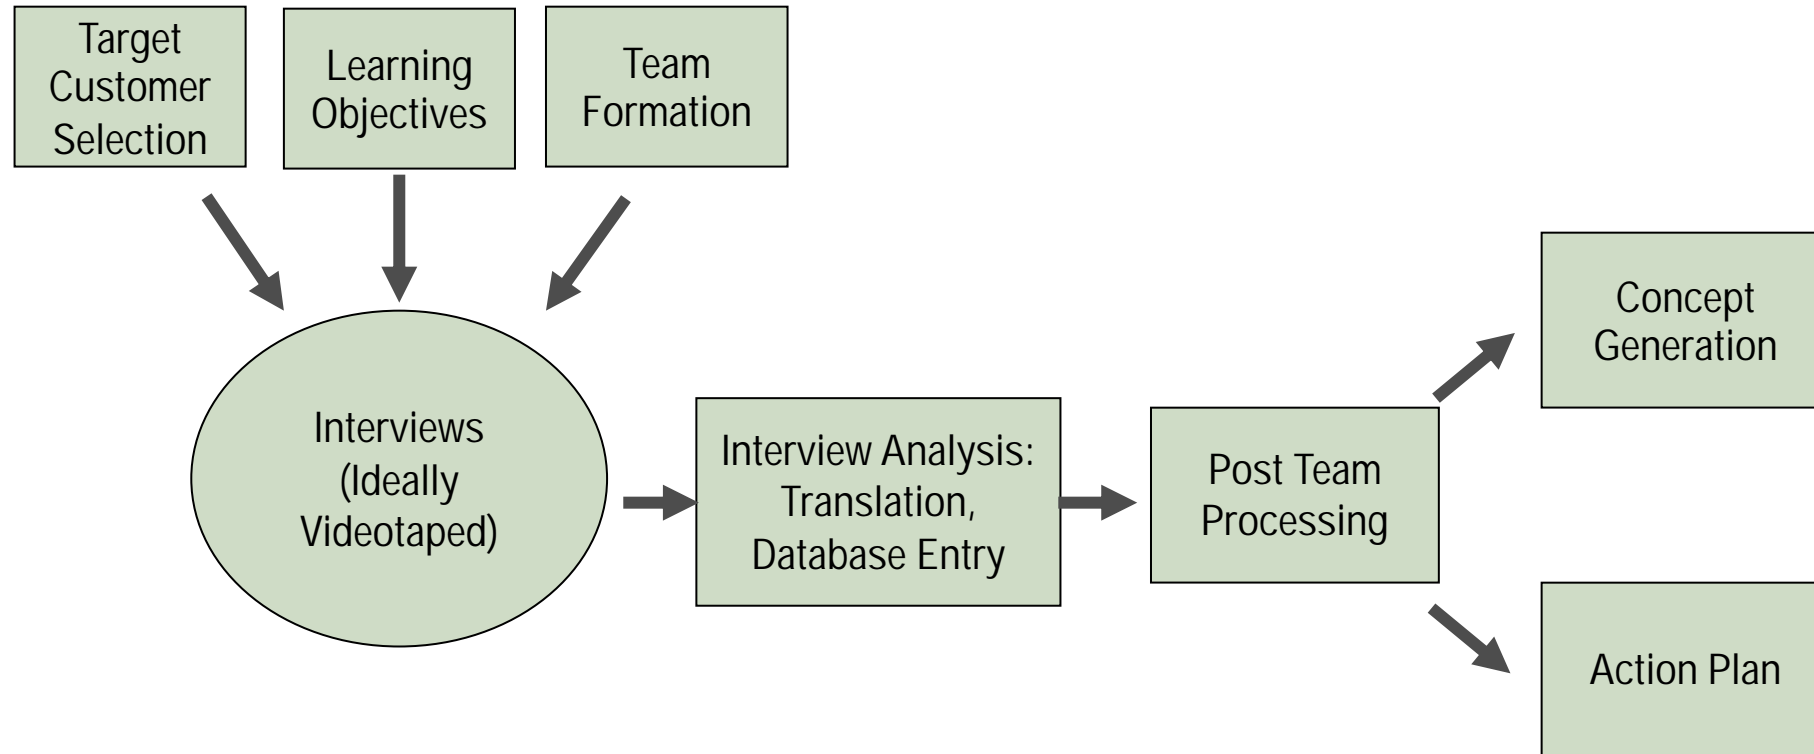 Target
Customer
Selection
Learning
Objectives
Team
Formation
Interviews
(Ideally
Videotaped)
Interview Analysis:
Translation,
Database Entry
Post Team
Processing
Concept
Generation
Action Plan